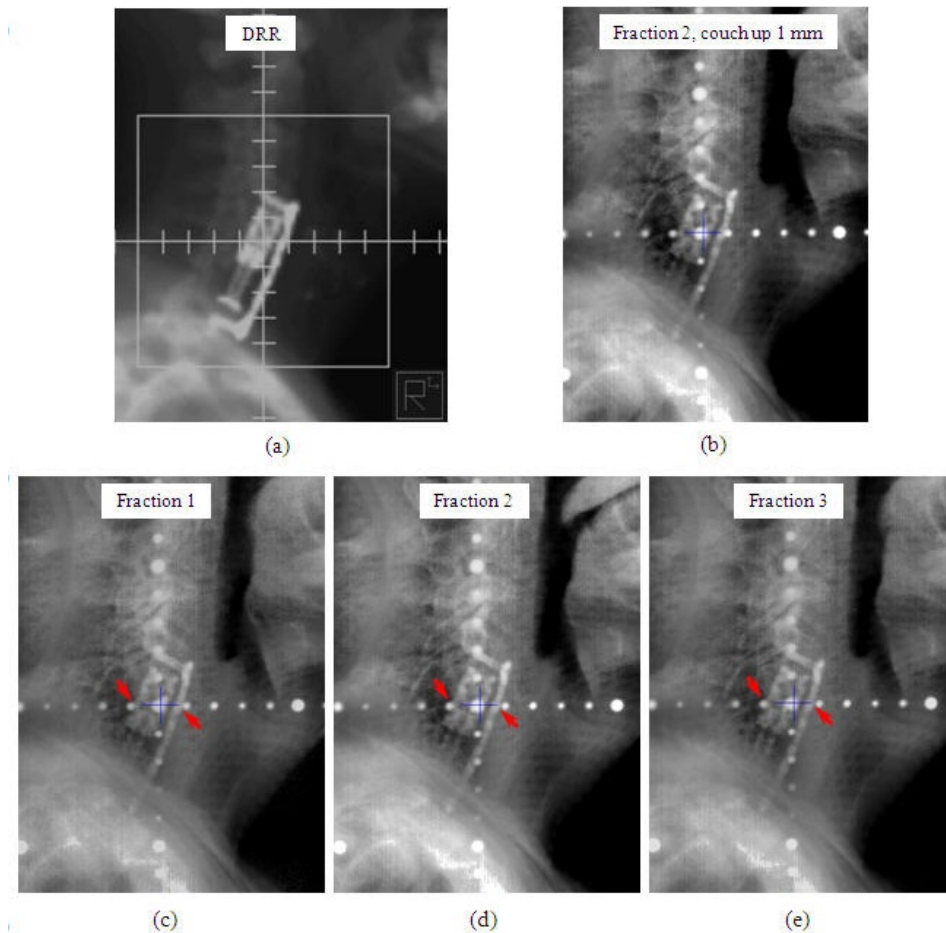 DRR
Fraction 2, couch up 1 mm
R
(a)
(b)
Fraction 1
Fraction 2
Fraction 3
(c)
(d)
(e)